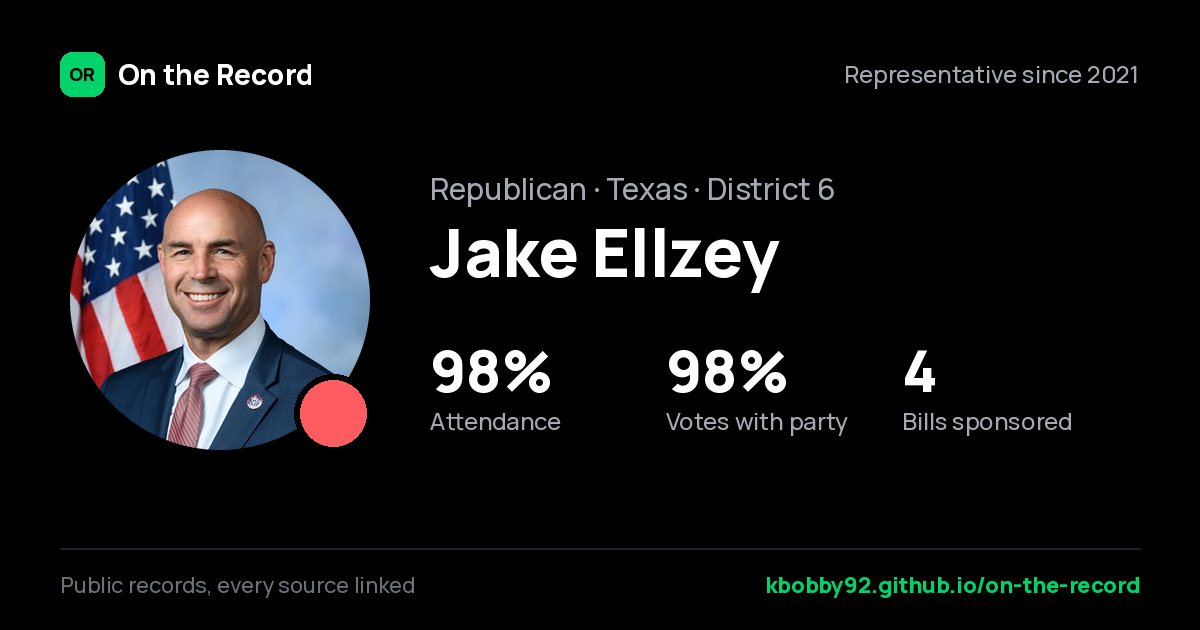 OR On the Record
Representative since 2021
Republican · Texas · District 6
Jake Ellzey
98% 98% 4
Attendance Votes with party Bills sponsored
Public records, every source linked
kbobby92.github.io/on-the-record